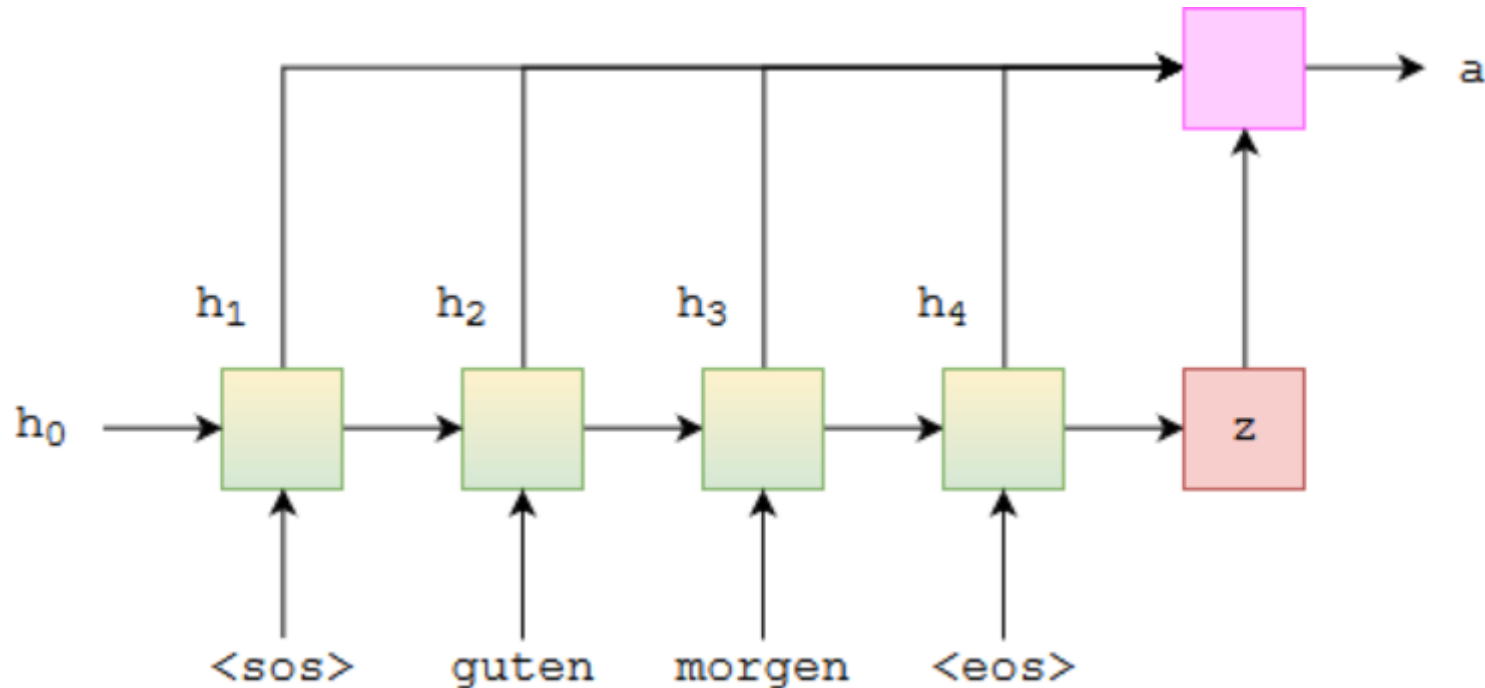 a
h₁ h₂ h₃ h₄
h₀ z
<sos> guten morgen <eos>